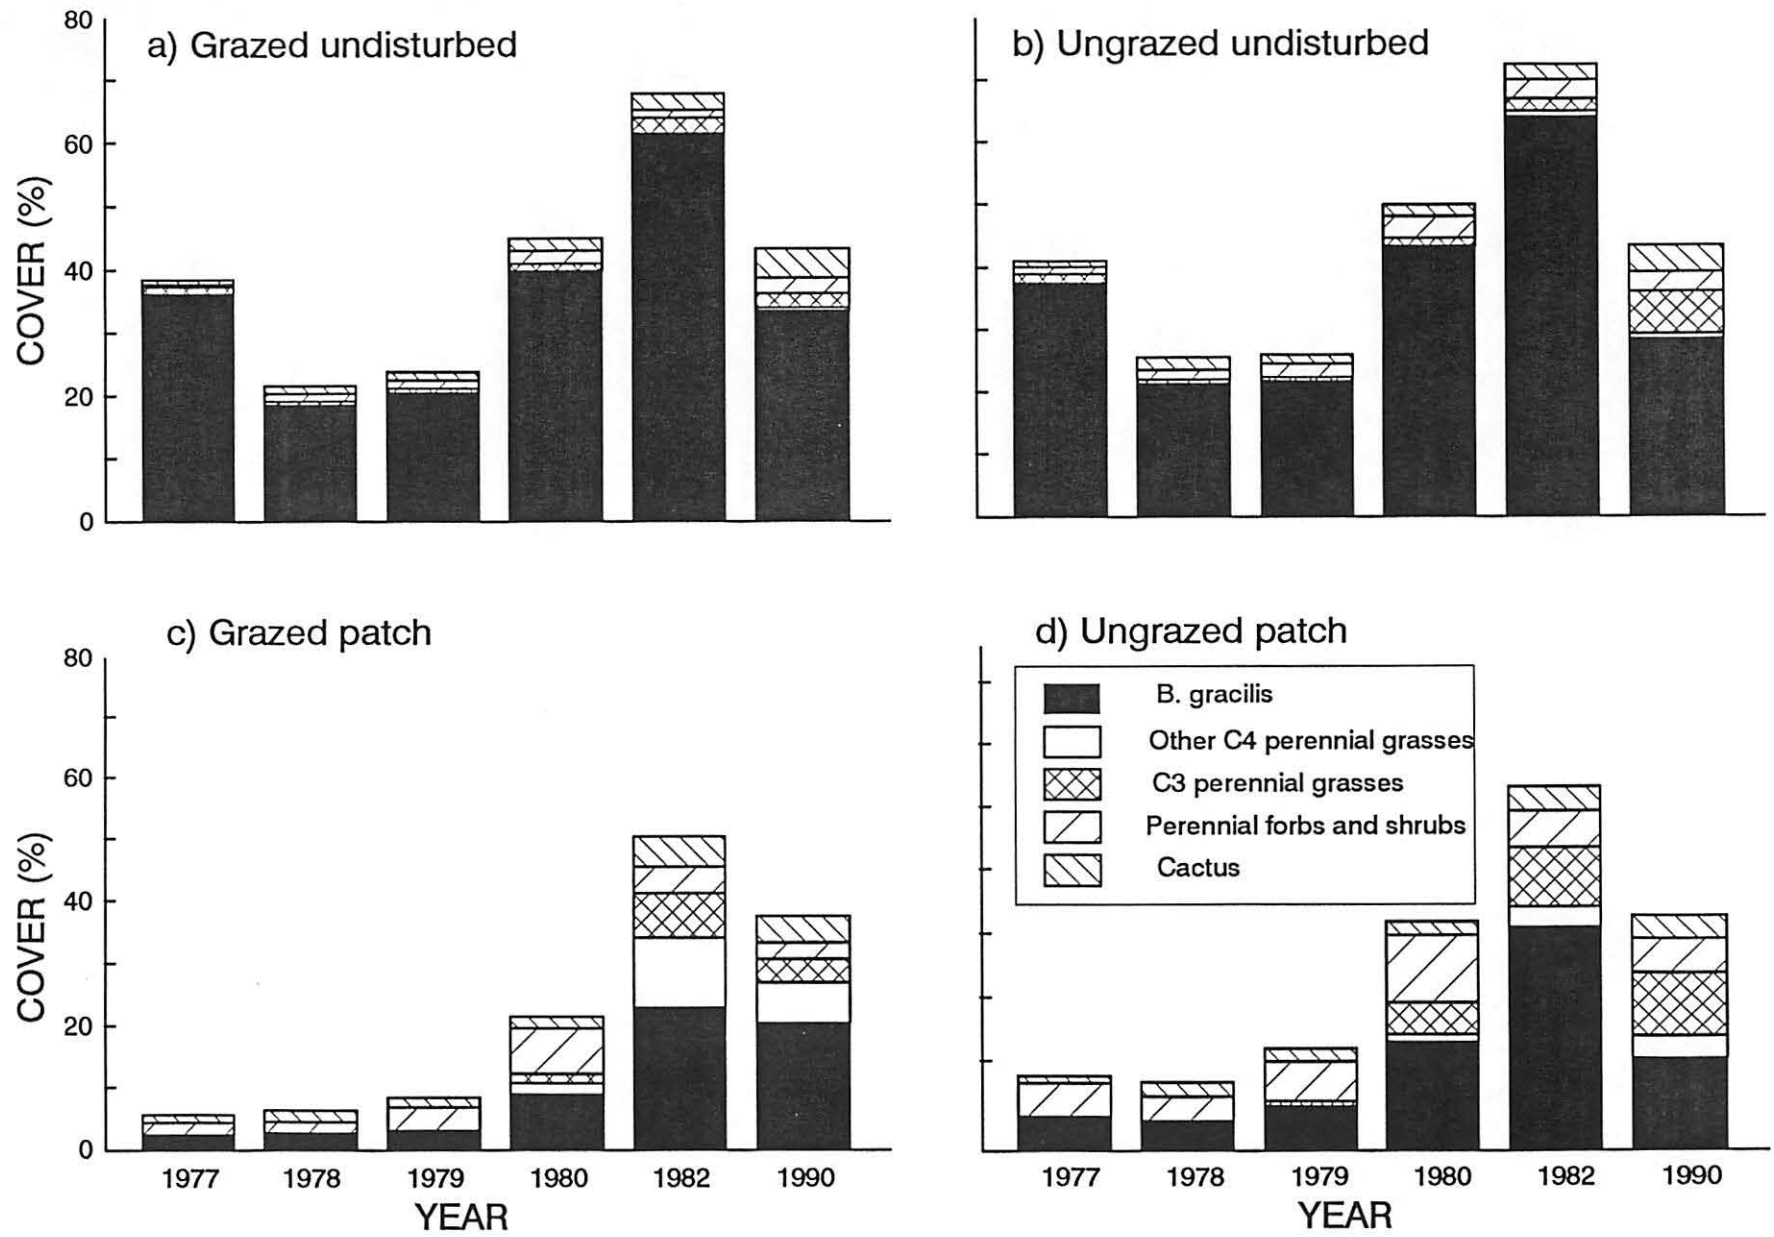 a) Grazed undisturbed
b) Ungrazed undisturbed
80
60
40
20
0
COVER (%)
c) Grazed patch
d) Ungrazed patch
80
60
40
20
0
COVER (%)
B. gracilis
Other C4 perennial grasses
C3 perennial grasses
Perennial forbs and shrubs
Cactus
1977 1978 1979 1980 1982 1990
YEAR
1977 1978 1979 1980 1982 1990
YEAR